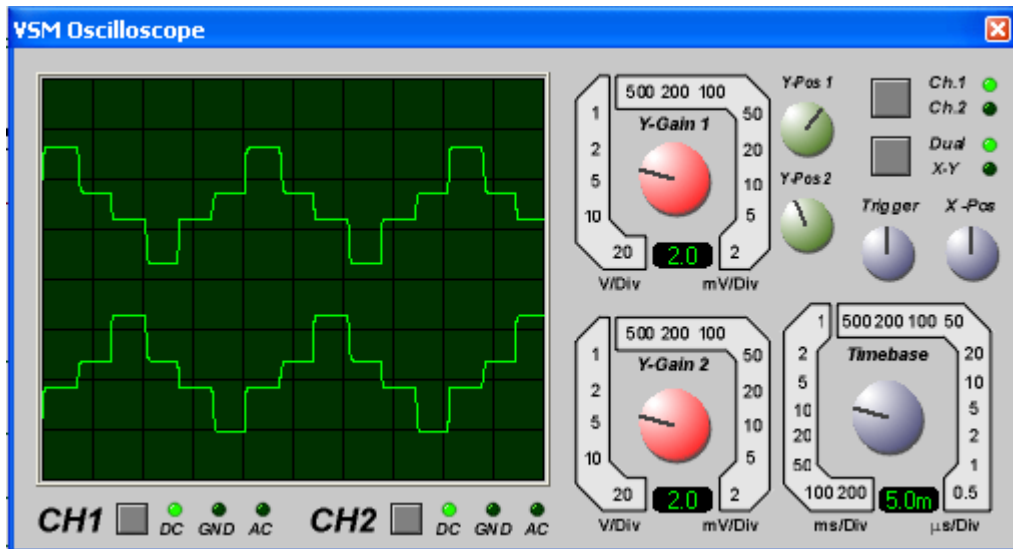 VSM Oscilloscope
500 200 100
1
2
5
10
20
Y-Gain 1
50
20
10
5
2
2.0
V/Div
mV/Div
Y-Pos 1
Y-Pos 2
Ch.1
Ch.2
Dual
X-Y
Trigger
X -Pos
500 200 100
1
2
5
10
20
Y-Gain 2
50
20
10
5
2
2.0
V/Div
mV/Div
1
500 200 100 50
2
5
10
20
50
100 200
Timebase
20
10
5
2
1
0.5
5.0m
ms/Div
µs/Div
CH1
DC
GND
AC
CH2
DC
GND
AC